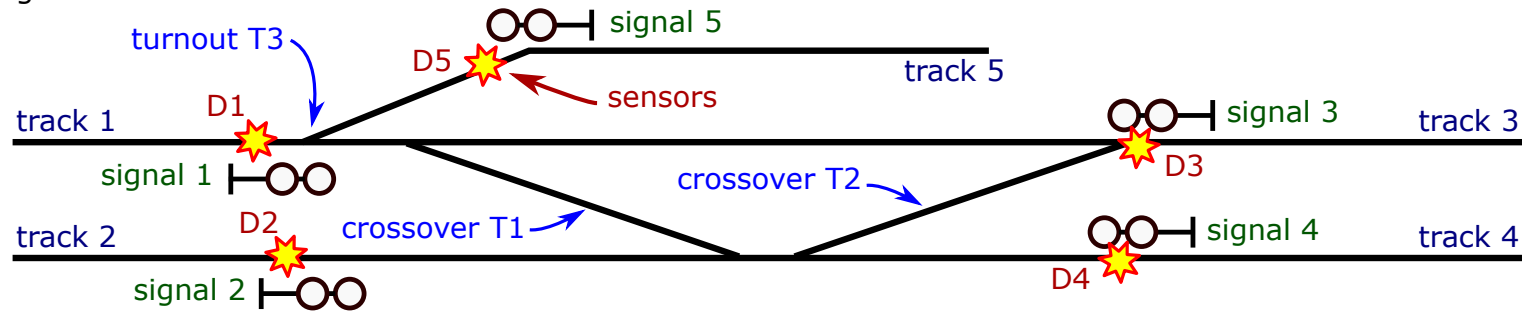 signal 5
turnout T3
D5
track 5
sensors
D1
track 1
signal 3
track 3
signal 1
D3
crossover T2
D2
track 2
crossover T1
signal 4
track 4
signal 2
D4